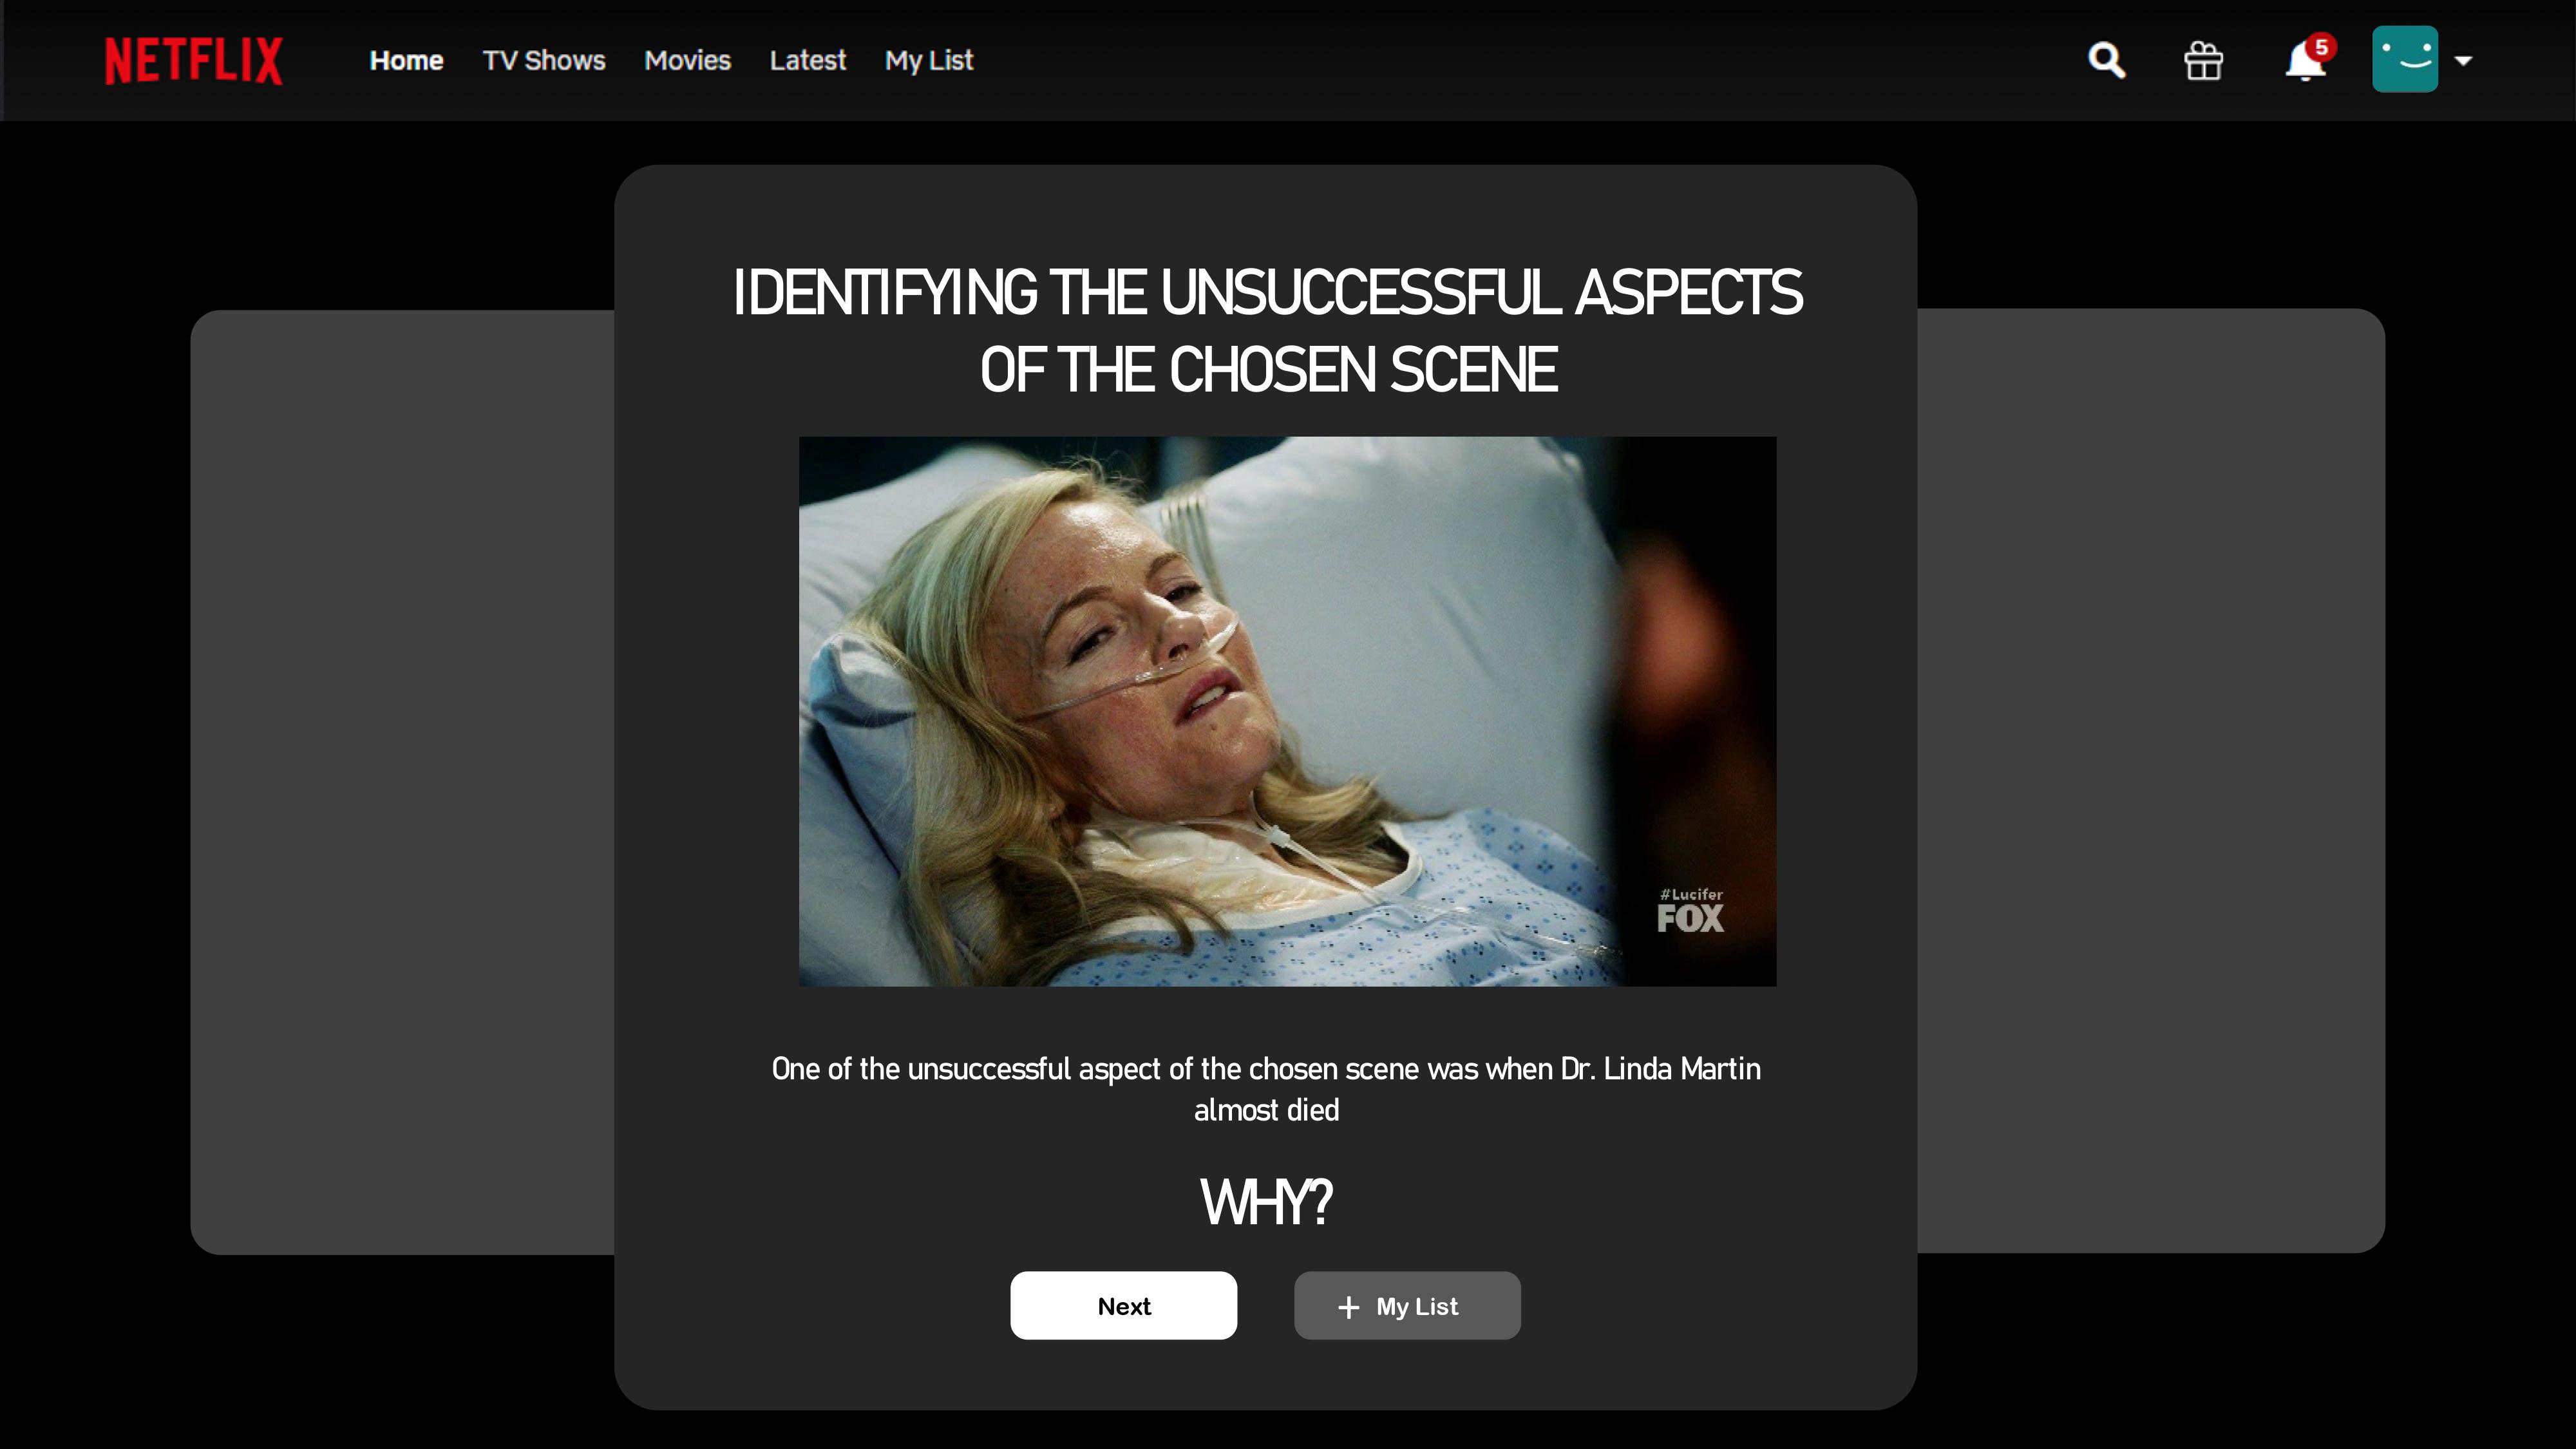 NETFLIX
Home TV Shows Movies Latest My List
5
IDENTIFYING THE UNSUCCESSFUL ASPECTS
OF THE CHOSEN SCENE
#Lucifer
FOX
One of the unsuccessful aspect of the chosen scene was when Dr. Linda Martin
almost died
WHY?
Next
+ My List